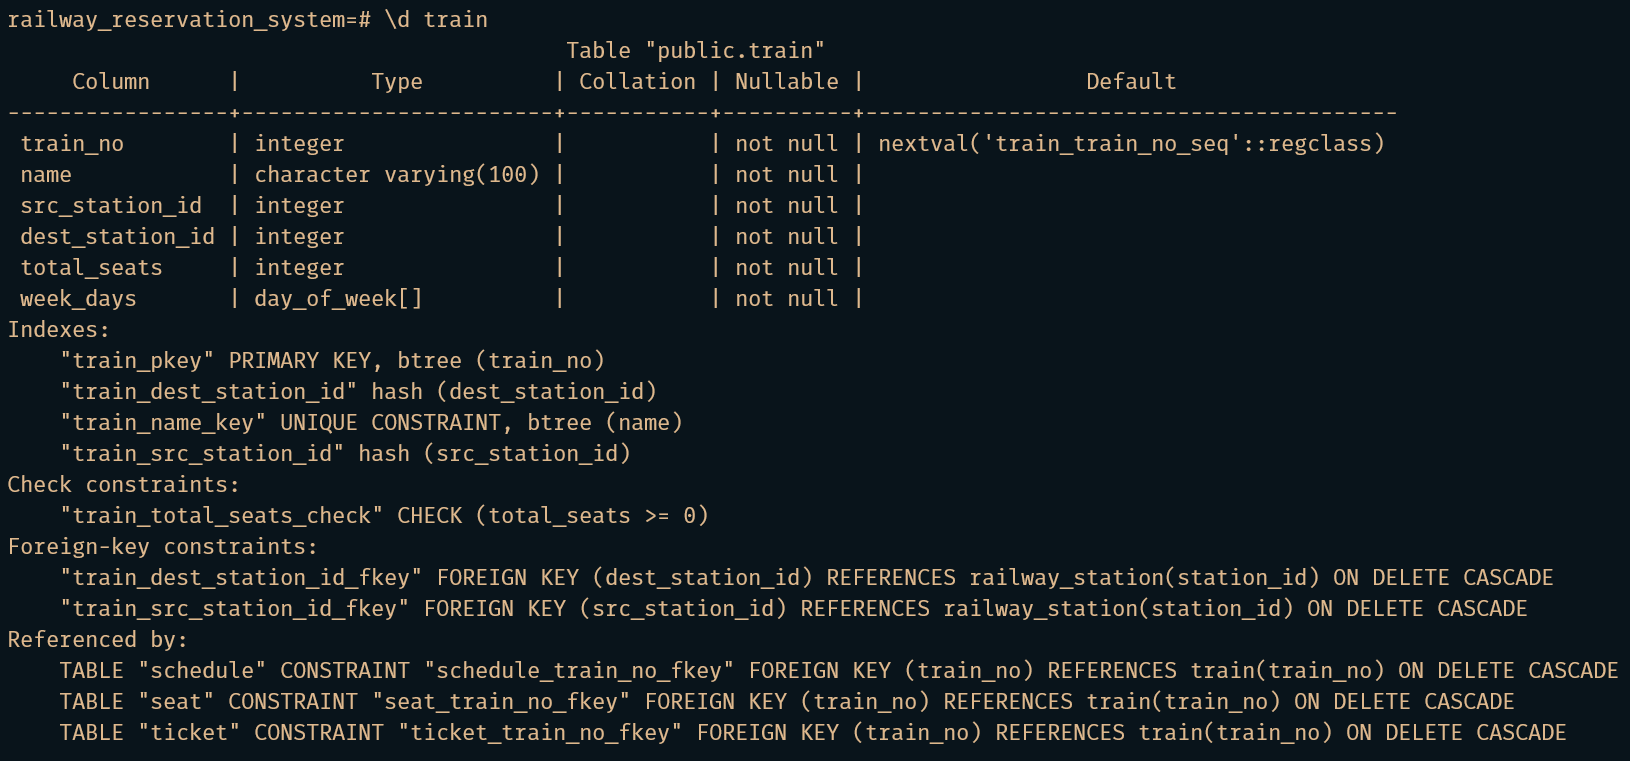 railway_reservation_system=# \d train
                                           Table "public.train"
     Column      |          Type          | Collation | Nullable |                 Default
-----------------+------------------------+-----------+----------+-----------------------------------------
 train_no        | integer                |           | not null | nextval('train_train_no_seq'::regclass)
 name            | character varying(100) |           | not null |
 src_station_id  | integer                |           | not null |
 dest_station_id | integer                |           | not null |
 total_seats     | integer                |           | not null |
 week_days       | day_of_week[]          |           | not null |
Indexes:
    "train_pkey" PRIMARY KEY, btree (train_no)
    "train_dest_station_id" hash (dest_station_id)
    "train_name_key" UNIQUE CONSTRAINT, btree (name)
    "train_src_station_id" hash (src_station_id)
Check constraints:
    "train_total_seats_check" CHECK (total_seats >= 0)
Foreign-key constraints:
    "train_dest_station_id_fkey" FOREIGN KEY (dest_station_id) REFERENCES railway_station(station_id) ON DELETE CASCADE
    "train_src_station_id_fkey" FOREIGN KEY (src_station_id) REFERENCES railway_station(station_id) ON DELETE CASCADE
Referenced by:
    TABLE "schedule" CONSTRAINT "schedule_train_no_fkey" FOREIGN KEY (train_no) REFERENCES train(train_no) ON DELETE CASCADE
    TABLE "seat" CONSTRAINT "seat_train_no_fkey" FOREIGN KEY (train_no) REFERENCES train(train_no) ON DELETE CASCADE
    TABLE "ticket" CONSTRAINT "ticket_train_no_fkey" FOREIGN KEY (train_no) REFERENCES train(train_no) ON DELETE CASCADE